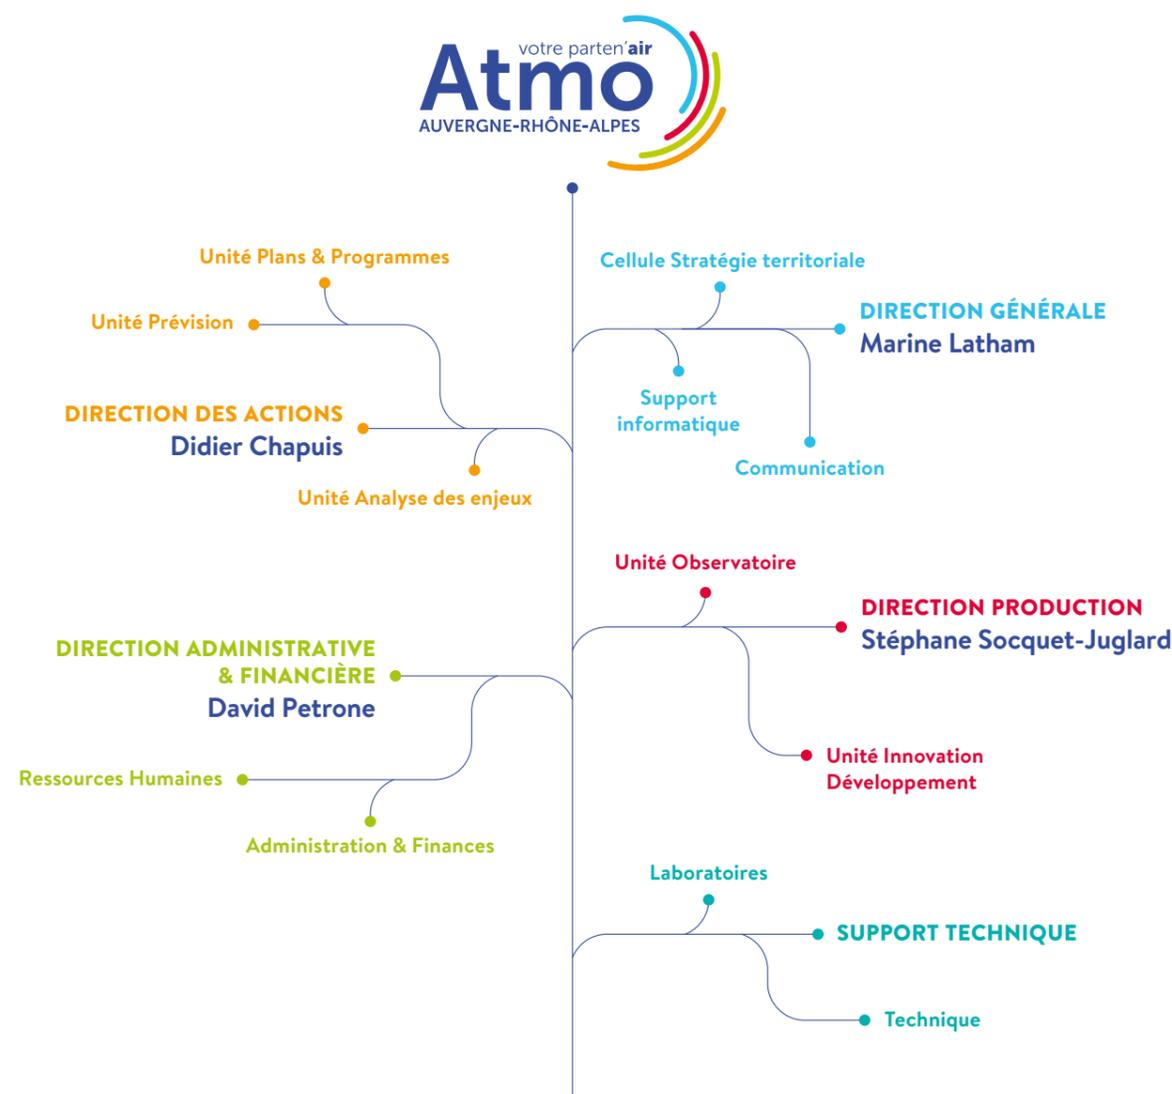 votre parten'air
Atmo
AUVERGNE-RHÔNE-ALPES
Unité Plans & Programmes
Unité Prévision
DIRECTION DES ACTIONS
Didier Chapuis
Unité Analyse des enjeux
Cellule Stratégie territoriale
DIRECTION GÉNÉRALE
Marine Latham
Support
informatique
Communication
Unité Observatoire
DIRECTION PRODUCTION
Stéphane Socquet-Juglard
Unité Innovation
Développement
DIRECTION ADMINISTRATIVE
& FINANCIÈRE
David Petrone
Ressources Humaines
Administration & Finances
Laboratoires
SUPPORT TECHNIQUE
Technique